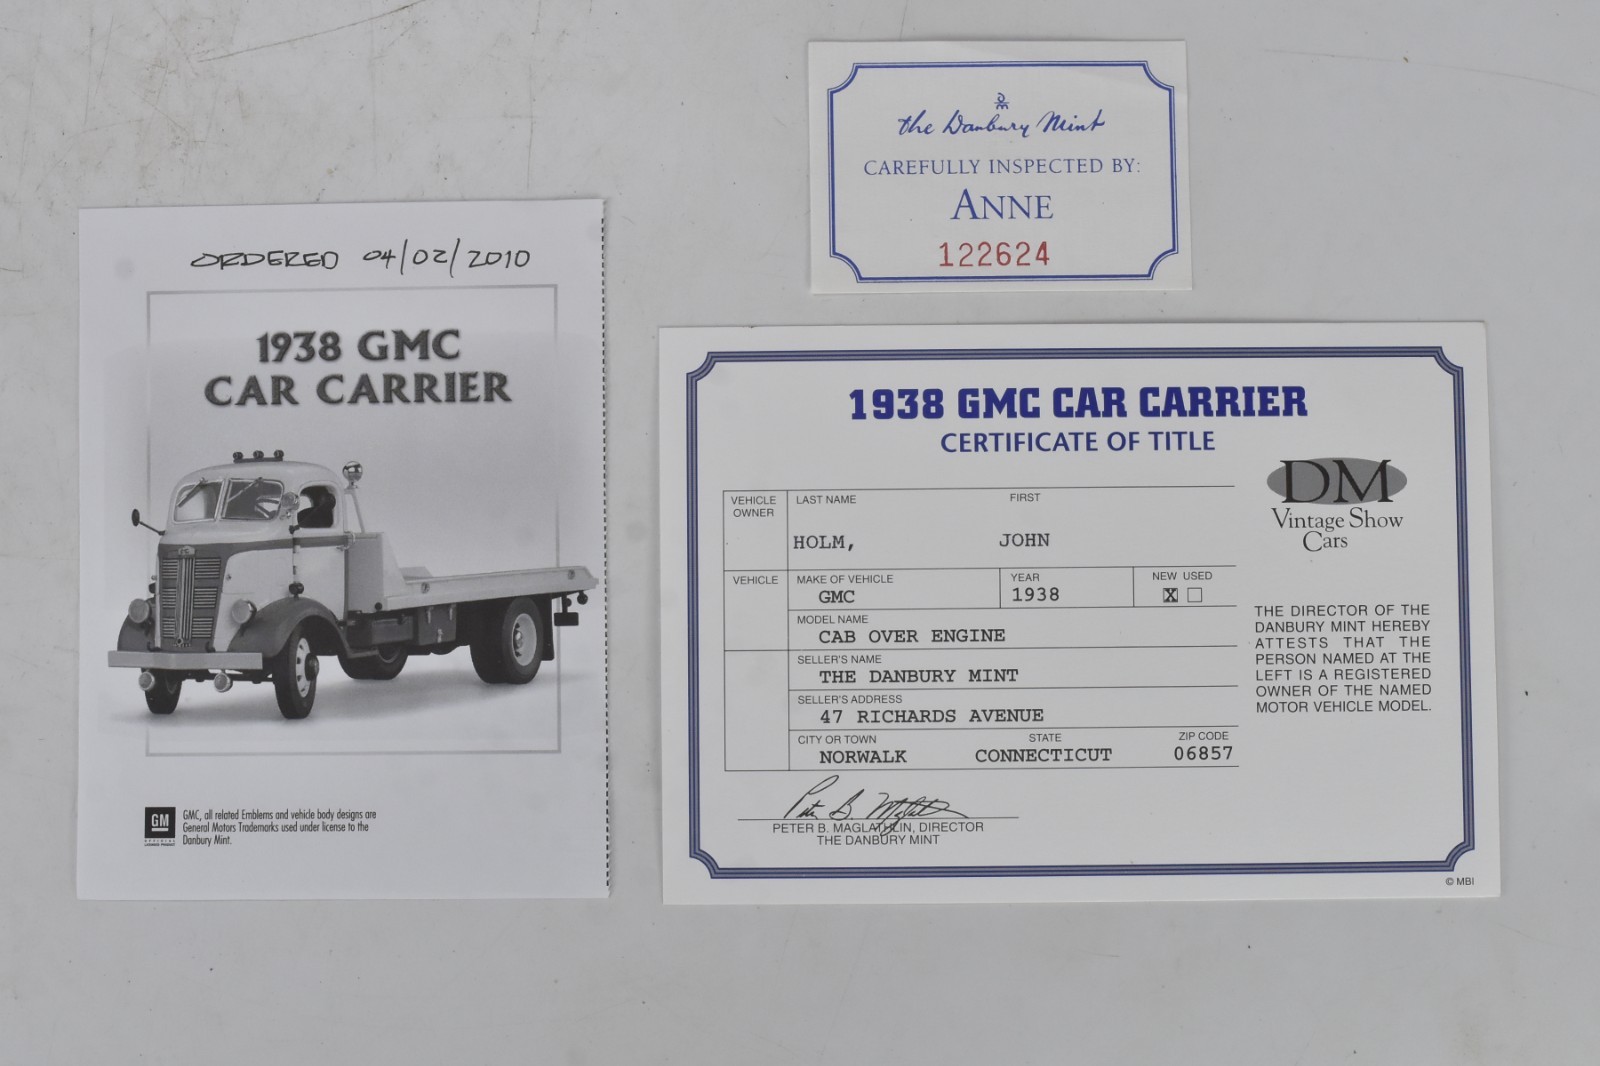 ORDERED 04/02/2010
1938 GMC
CAR CARRIER
GM
GMC, all related Emblems and vehicle body designs are
General Motors Trademarks used under license to the
Danbury Mint.
the Danbury Mint
CAREFULLY INSPECTED BY:
ANNE
122624
1938 GMC CAR CARRIER
CERTIFICATE OF TITLE
DM
Vintage Show
Cars
VEHICLE OWNER LAST NAME FIRST
HOLM, JOHN
VEHICLE MAKE OF VEHICLE YEAR NEW USED
GMC 1938 X
MODEL NAME
CAB OVER ENGINE
SELLER'S NAME
THE DANBURY MINT
SELLER'S ADDRESS
47 RICHARDS AVENUE
CITY OR TOWN STATE ZIP CODE
NORWALK CONNECTICUT 06857
THE DIRECTOR OF THE
DANBURY MINT HEREBY
ATTESTS THAT THE
PERSON NAMED AT THE
LEFT IS A REGISTERED
OWNER OF THE NAMED
MOTOR VEHICLE MODEL.
PETER B. MAGLATHLIN, DIRECTOR
THE DANBURY MINT
© MBI